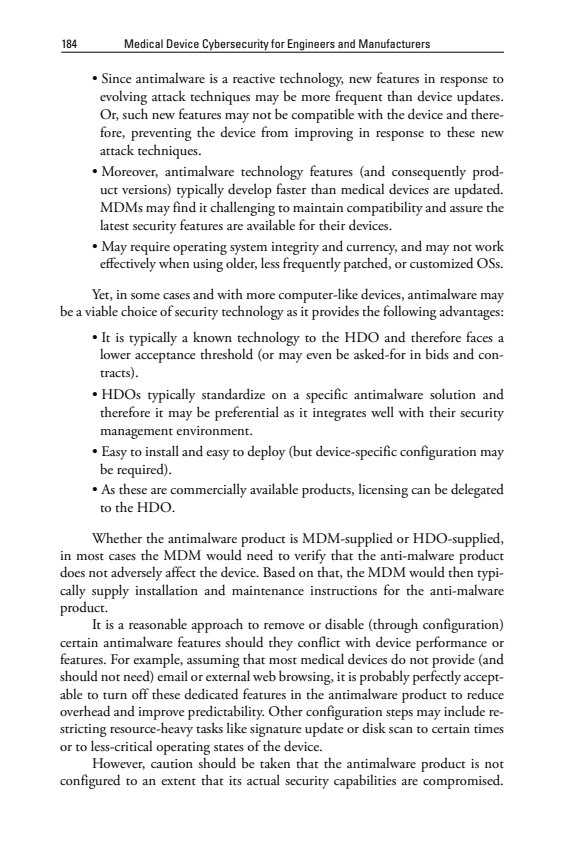 184 Medical Device Cybersecurity for Engineers and Manufacturers
• Since antimalware is a reactive technology, new features in response to
evolving attack techniques may be more frequent than device updates.
Or, such new features may not be compatible with the device and there-
fore, preventing the device from improving in response to these new
attack techniques.
• Moreover, antimalware technology features (and consequently prod-
uct versions) typically develop faster than medical devices are updated.
MDMs may find it challenging to maintain compatibility and assure the
latest security features are available for their devices.
• May require operating system integrity and currency, and may not work
effectively when using older, less frequently patched, or customized OSs.
Yet, in some cases and with more computer-like devices, antimalware may
be a viable choice of security technology as it provides the following advantages:
• It is typically a known technology to the HDO and therefore faces a
lower acceptance threshold (or may even be asked-for in bids and con-
tracts).
• HDOs typically standardize on a specific antimalware solution and
therefore it may be preferential as it integrates well with their security
management environment.
• Easy to install and easy to deploy (but device-specific configuration may
be required).
• As these are commercially available products, licensing can be delegated
to the HDO.
Whether the antimalware product is MDM-supplied or HDO-supplied,
in most cases the MDM would need to verify that the anti-malware product
does not adversely affect the device. Based on that, the MDM would then typi-
cally supply installation and maintenance instructions for the anti-malware
product.
It is a reasonable approach to remove or disable (through configuration)
certain antimalware features should they conflict with device performance or
features. For example, assuming that most medical devices do not provide (and
should not need) email or external web browsing, it is probably perfectly accept-
able to turn off these dedicated features in the antimalware product to reduce
overhead and improve predictability. Other configuration steps may include re-
stricting resource-heavy tasks like signature update or disk scan to certain times
or to less-critical operating states of the device.
However, caution should be taken that the antimalware product is not
configured to an extent that its actual security capabilities are compromised.